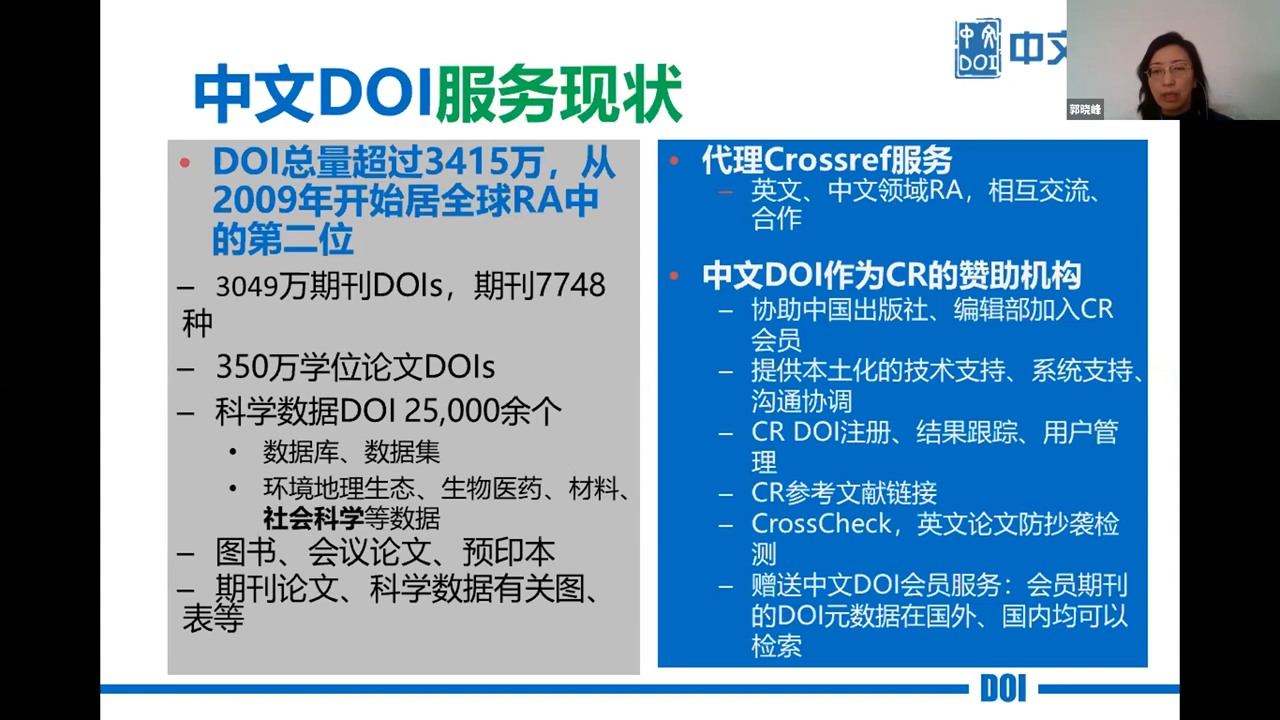 中文DOI
中文
郭晓峰
中文DOI服务现状
• DOI总量超过3415万，从
2009年开始居全球RA中
的第二位
– 3049万期刊DOIs，期刊7748
种
– 350万学位论文DOIs
– 科学数据DOI 25,000余个
• 数据库、数据集
• 环境地理生态、生物医药、材料、
社会科学等数据
– 图书、会议论文、预印本
– 期刊论文、科学数据有关图、
表等
• 代理Crossref服务
– 英文、中文领域RA，相互交流、
合作
• 中文DOI作为CR的赞助机构
– 协助中国出版社、编辑部加入CR
会员
– 提供本土化的技术支持、系统支持、
沟通协调
– CR DOI注册、结果跟踪、用户管
理
– CR参考文献链接
– CrossCheck，英文论文防抄袭检
测
– 赠送中文DOI会员服务：会员期刊
的DOI元数据在国外、国内均可以
检索
DOI